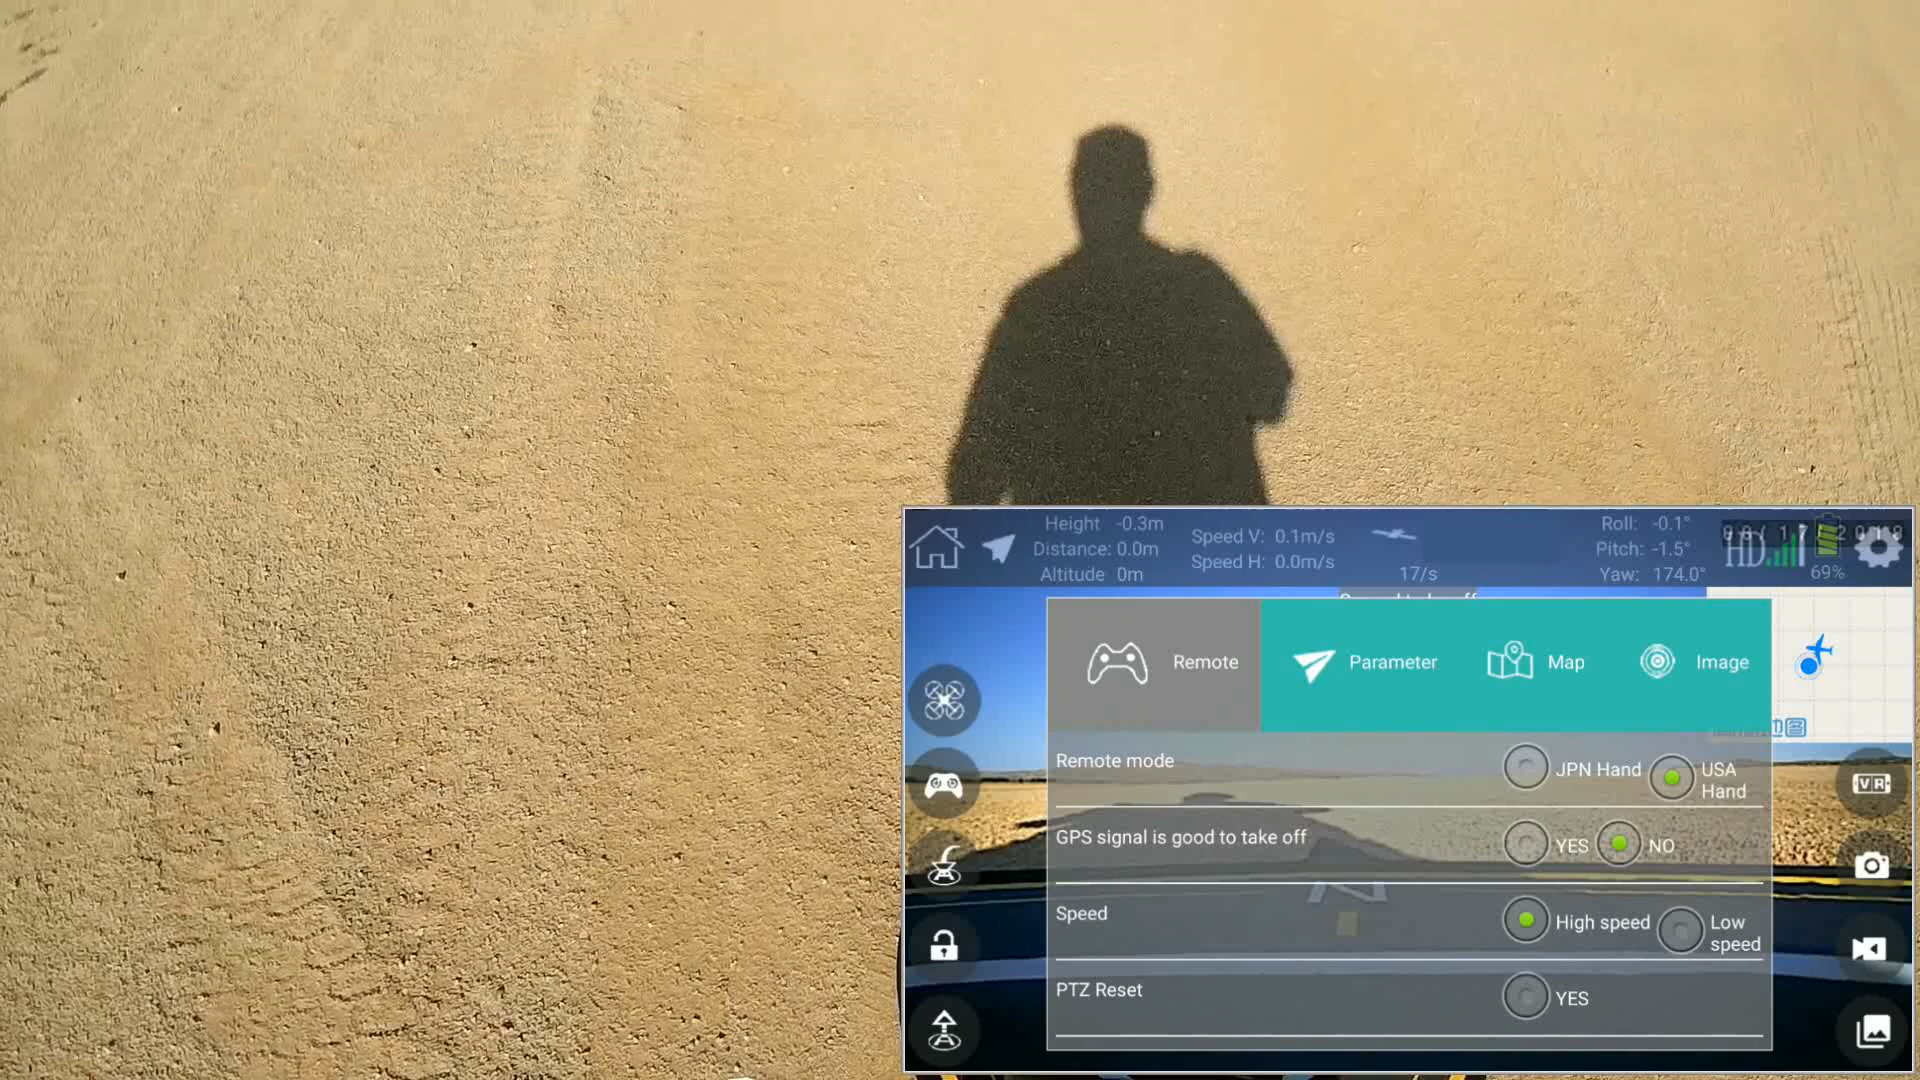 Height -0.3m
Distance: 0.0m
Altitude 0m
Speed V: 0.1m/s
Speed H: 0.0m/s
17/s
Roll: -0.1°
Pitch: -1.5°
Yaw: 174.0°
HD
69%
Remote
Parameter
Map
Image
Remote mode
JPN Hand
USA
Hand
GPS signal is good to take off
YES
NO
Speed
High speed
Low
speed
PTZ Reset
YES
VR